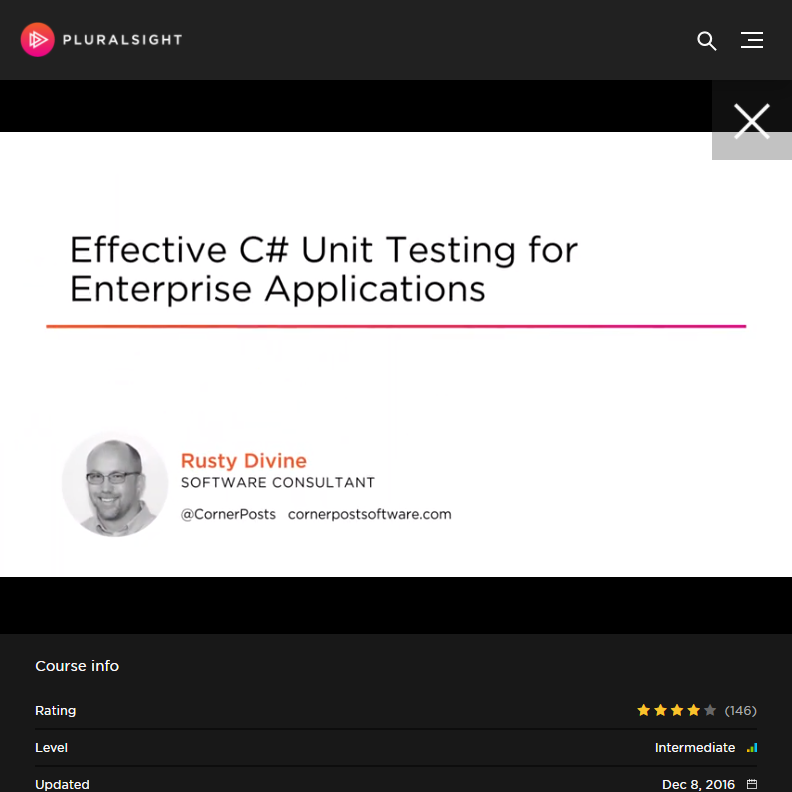 PLURALSIGHT
Effective C# Unit Testing for
Enterprise Applications
Rusty Divine
SOFTWARE CONSULTANT
@CornerPosts cornerpostsoftware.com
Course info
Rating (146)
Level Intermediate
Updated Dec 8, 2016